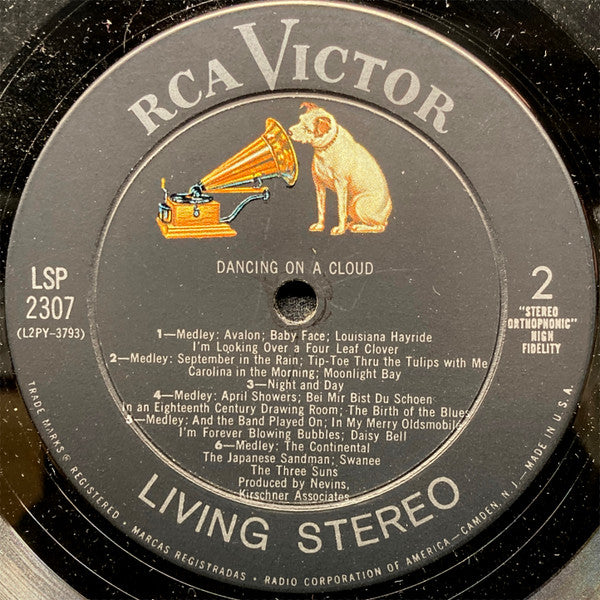 RCA VICTOR
DANCING ON A CLOUD
LSP
2307
(L2PY-3793)
2
"STEREO
ORTHOPHONIC"
HIGH
FIDELITY
1—Medley: Avalon; Baby Face; Louisiana Hayride
I'm Looking Over a Four Leaf Clover
2—Medley: September in the Rain; Tip-Toe Thru the Tulips with Me
Carolina in the Morning; Moonlight Bay
3—Night and Day
4—Medley: April Showers; Bei Mir Bist Du Schoen
In an Eighteenth Century Drawing Room; The Birth of the Blues
5—Medley: And the Band Played On; In My Merry Oldsmobile
I'm Forever Blowing Bubbles; Daisy Bell
6—Medley: The Continental
The Japanese Sandman; Swanee
The Three Suns
Produced by Nevins,
Kirschner Associates
LIVING STEREO
TRADE MARKS ® REGISTERED • MARCAS REGISTRADAS • RADIO CORPORATION OF AMERICA—CAMDEN, N. J.—MADE IN U.S.A.